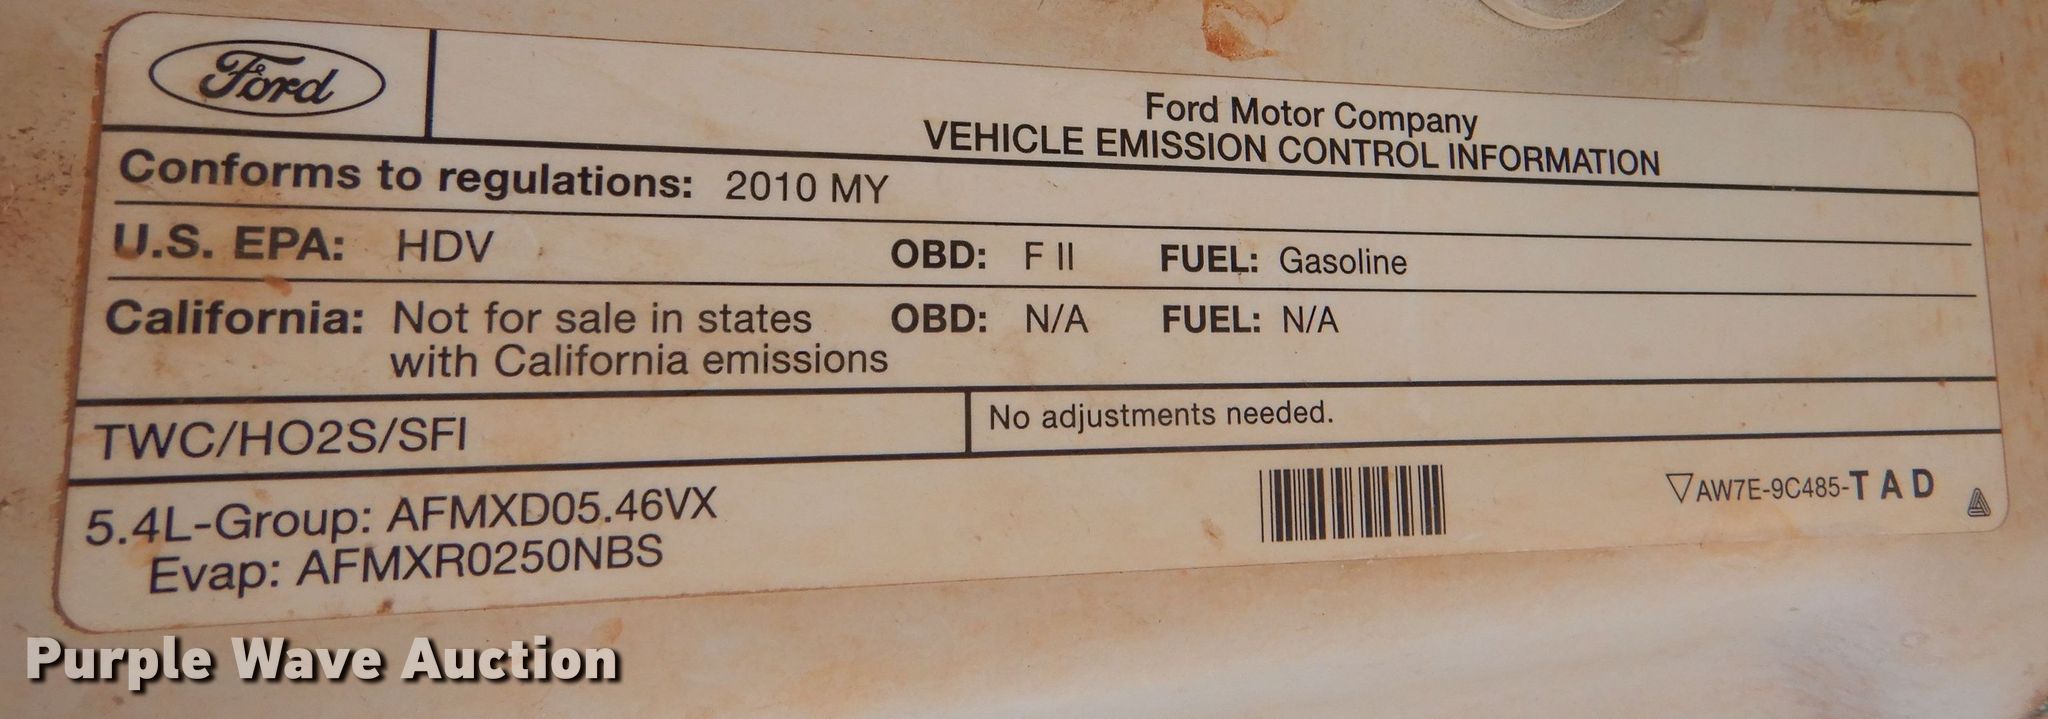 Ford
Ford Motor Company
VEHICLE EMISSION CONTROL INFORMATION
Conforms to regulations: 2010 MY
U.S. EPA: HDV OBD: F II FUEL: Gasoline
California: Not for sale in states OBD: N/A FUEL: N/A
with California emissions
TWC/HO2S/SFI No adjustments needed.
5.4L-Group: AFMXD05.46VX
Evap: AFMXR0250NBS
AW7E-9C485-TAD
Purple Wave Auction